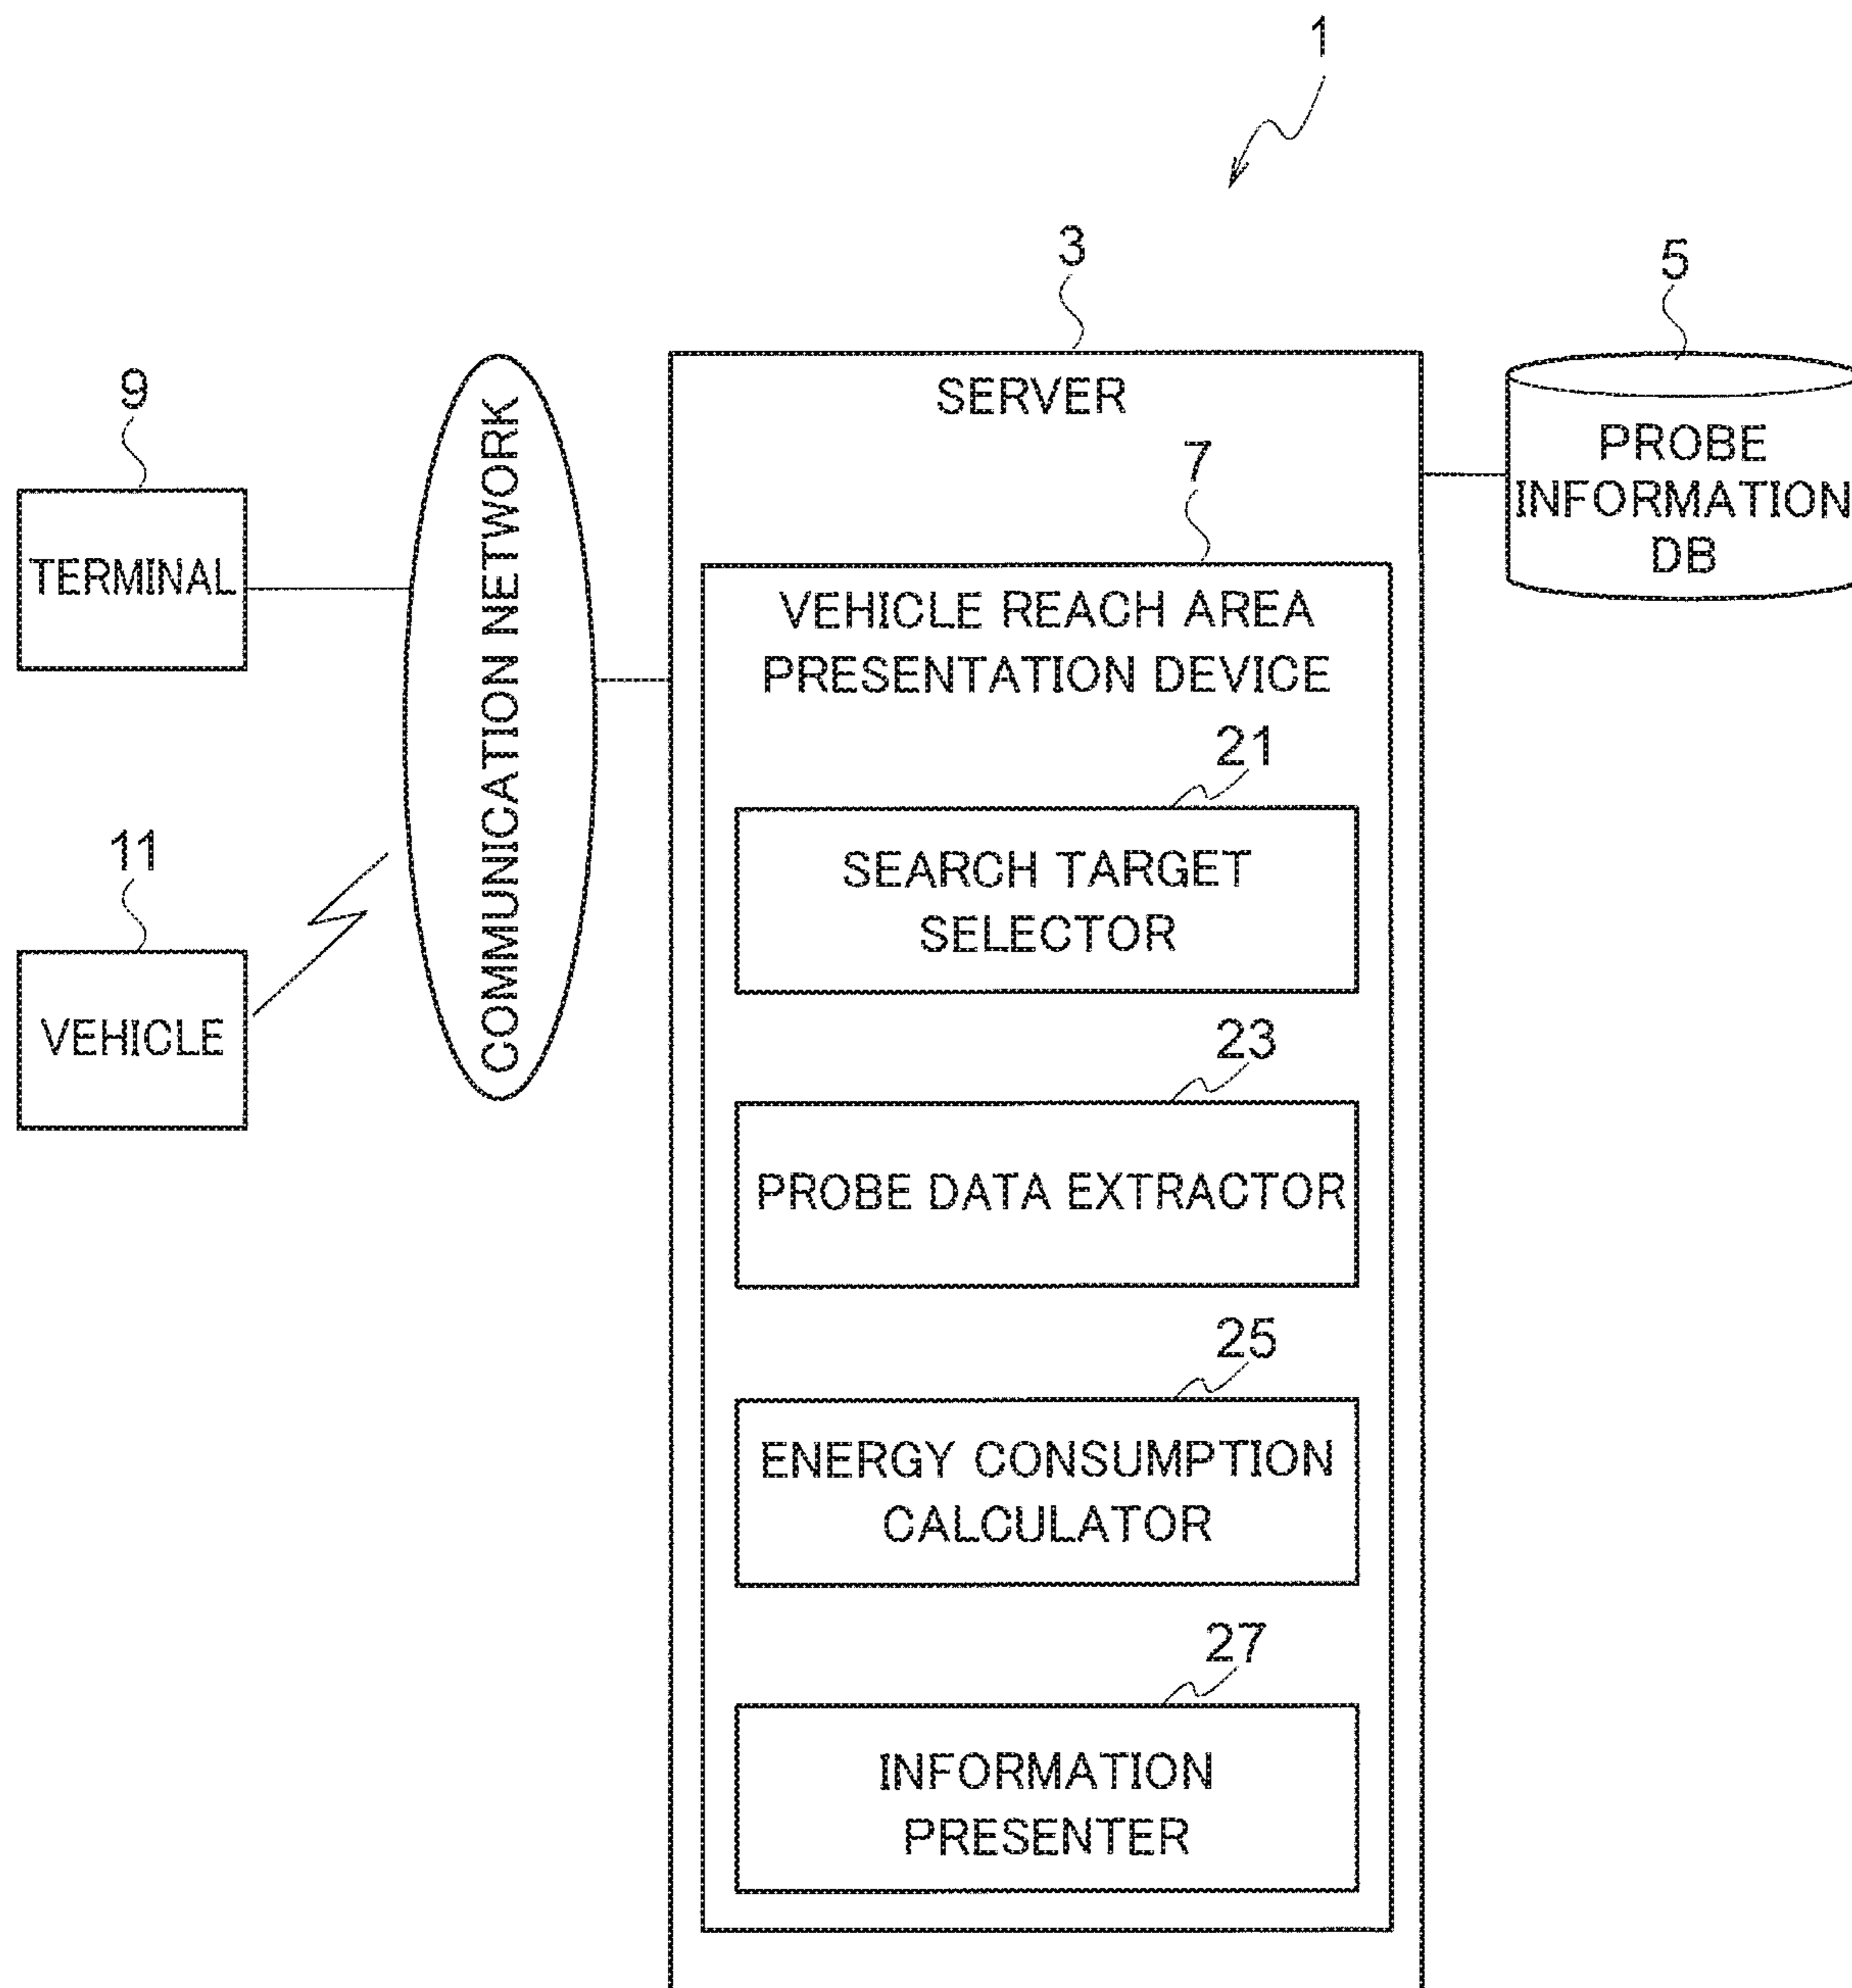 1
3
5
SERVER
9
7
PROBE
INFORMATION
DB
TERMINAL
COMMUNICATION NETWORK
VEHICLE REACH AREA
PRESENTATION DEVICE
21
11
SEARCH TARGET
SELECTOR
VEHICLE
23
PROBE DATA EXTRACTOR
25
ENERGY CONSUMPTION
CALCULATOR
27
INFORMATION
PRESENTER